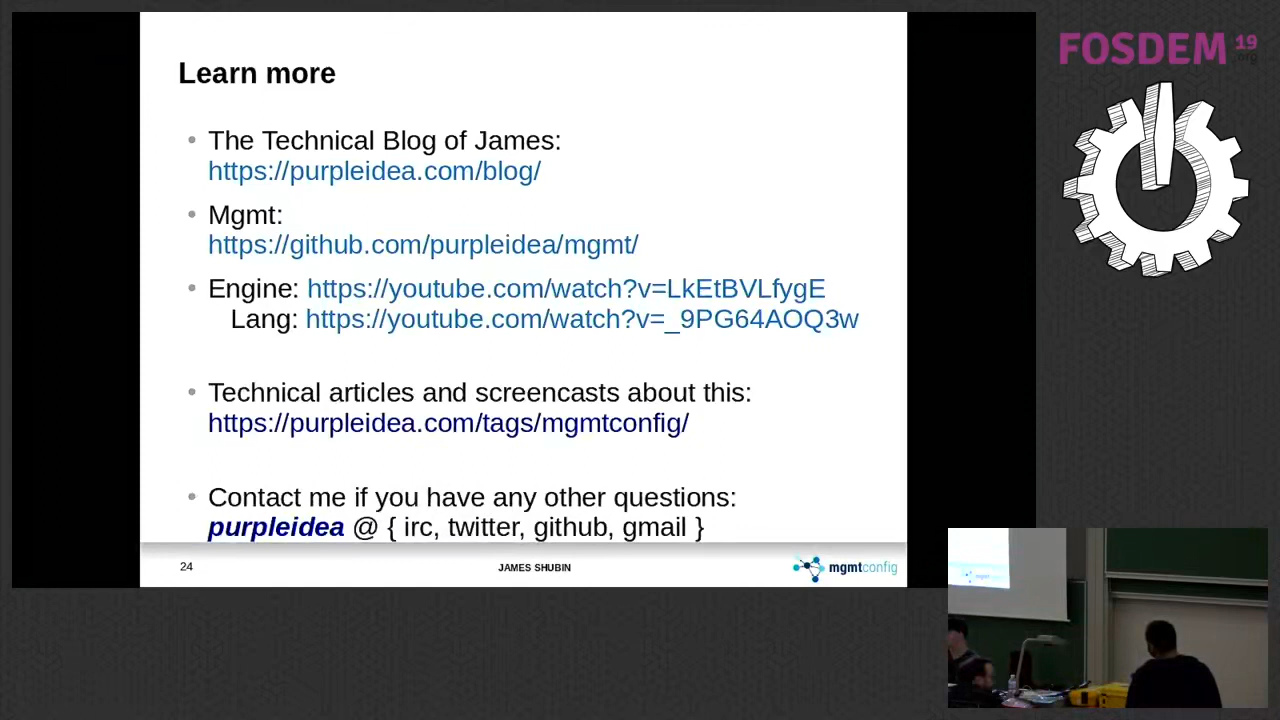 Learn more
The Technical Blog of James:
https://purpleidea.com/blog/
Mgmt:
https://github.com/purpleidea/mgmt/
Engine: https://youtube.com/watch?v=LkEtBVLfygE
Lang: https://youtube.com/watch?v=_9PG64AOQ3w
Technical articles and screencasts about this:
https://purpleidea.com/tags/mgmtconfig/
Contact me if you have any other questions:
purpleidea @ { irc, twitter, github, gmail }
24
JAMES SHUBIN
mgmtconfig
FOSDEM 19
.org